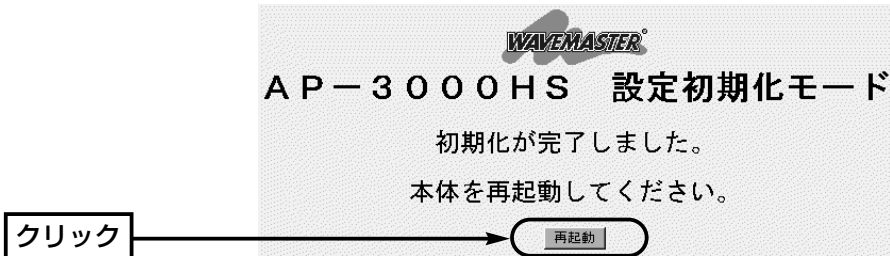 WAVEMASTER®
ＡＰ－３０００ＨＳ　設定初期化モード
初期化が完了しました。
本体を再起動してください。
クリック
再起動